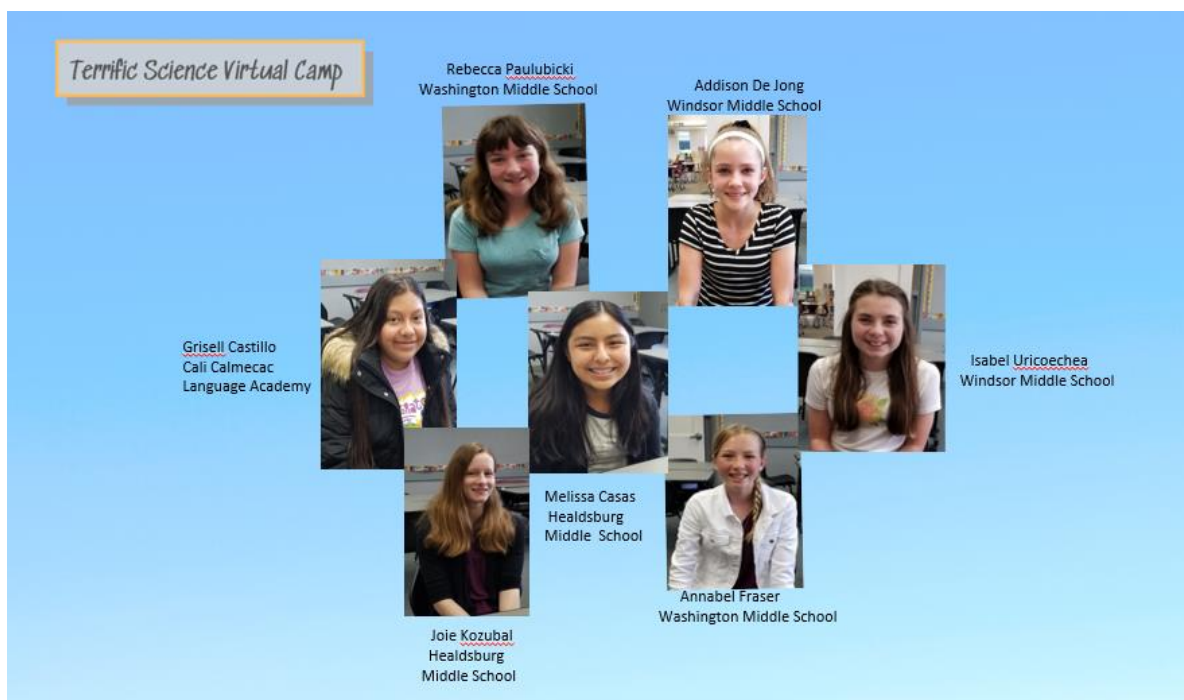 Terrific Science Virtual Camp
Rebecca Paulubicki
Washington Middle School
Addison De Jong
Windsor Middle School
Grisell Castillo
Cali Calmecac
Language Academy
Isabel Uricoechea
Windsor Middle School
Melissa Casas
Healdsburg
Middle School
Annabel Fraser
Washington Middle School
Joie Kozubal
Healdsburg
Middle School